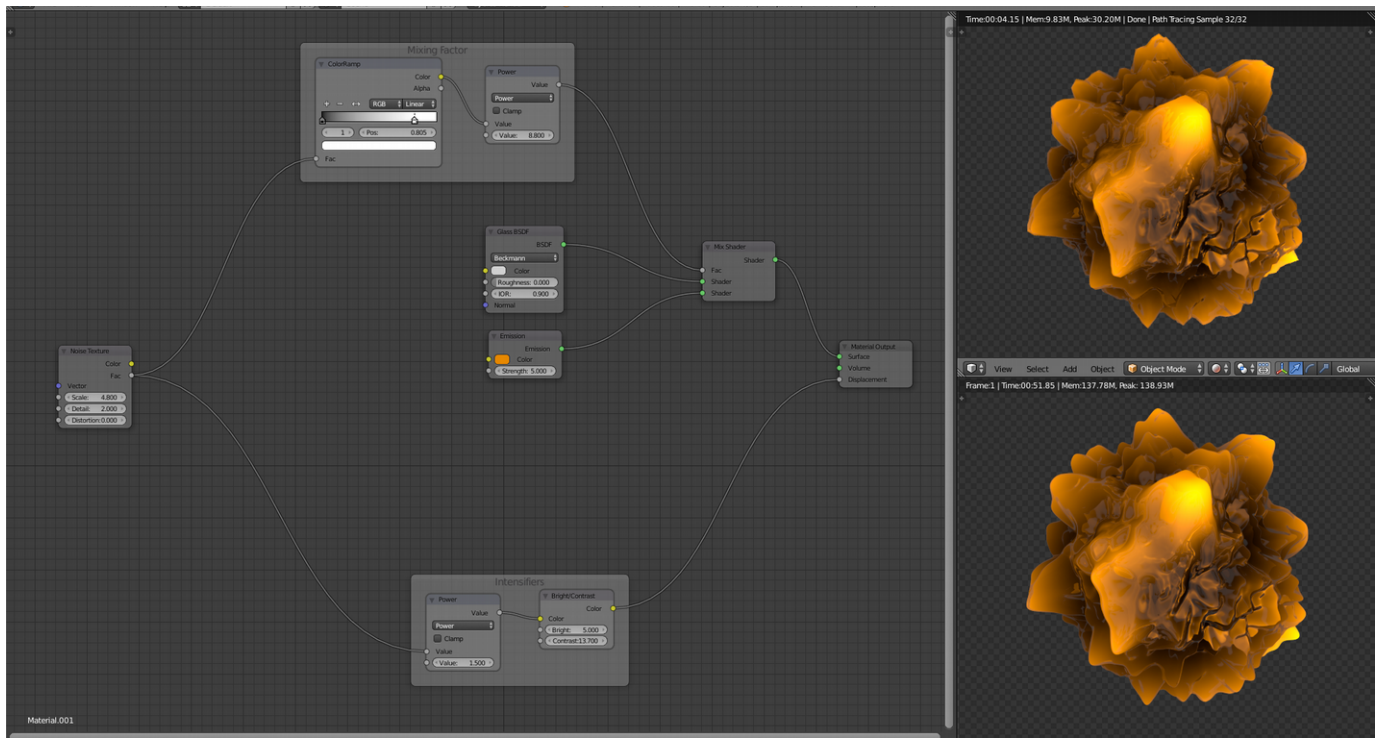 Mixing Factor
ColorRamp
Color
Alpha
RGB
Linear
1
Pos: 0.805
Fac
Power
Value
Power
Clamp
Value
Value: 8.800
Glass BSDF
BSDF
Beckmann
Color
Roughness: 0.000
IOR: 0.900
Normal
Emission
Emission
Color
Strength: 5.000
Mix Shader
Shader
Fac
Shader
Shader
Noise Texture
Color
Fac
Vector
Scale: 4.800
Detail: 2.000
Distortion: 0.000
Material Output
Surface
Volume
Displacement
Intensifiers
Power
Value
Power
Clamp
Value
Value: 1.500
Bright/Contrast
Color
Color
Bright: 5.000
Contrast: 13.700
Material.001
Time:00:04.15 | Mem:9.83M, Peak:30.20M | Done | Path Tracing Sample 32/32
View Select Add Object Object Mode Global
Frame:1 | Time:00:51.85 Mem:137.78M, Peak: 138.93M